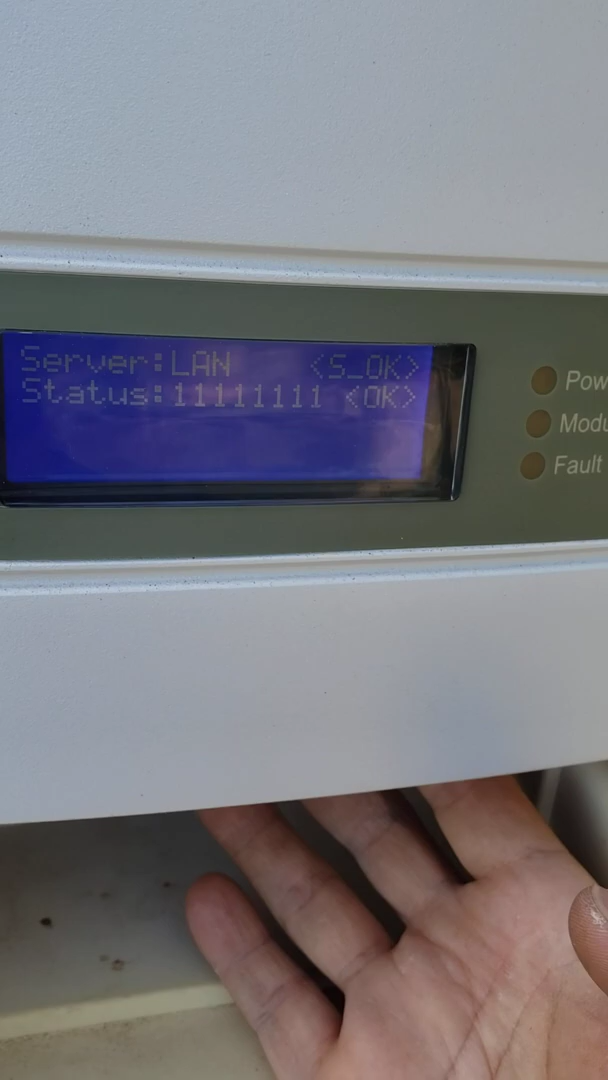 Server:LAN <S_OK>
Status:11111111 <OK>
Pow
Modu
Fault